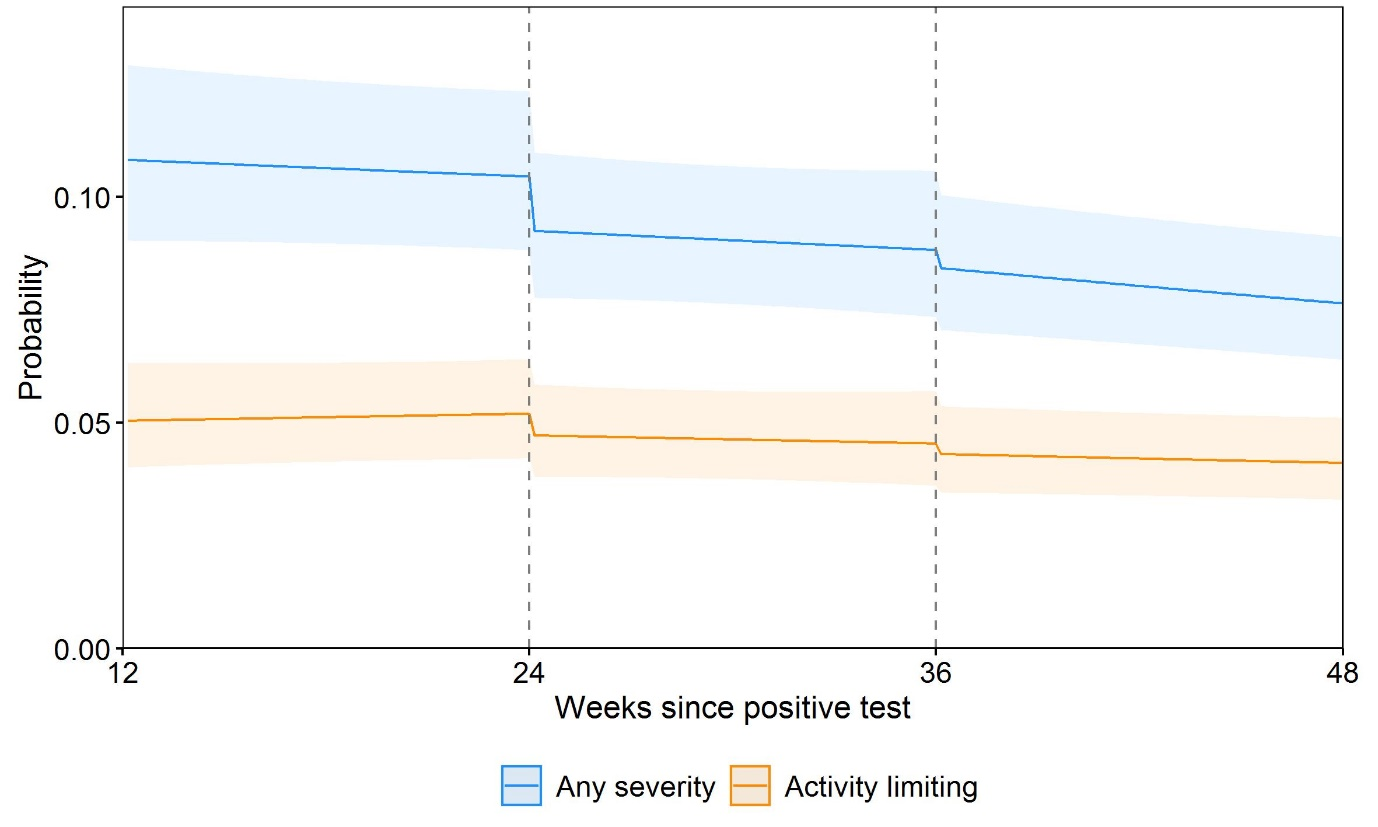 Probability
0.10
0.05
0.00
12 24 36 48
Weeks since positive test
Any severity Activity limiting